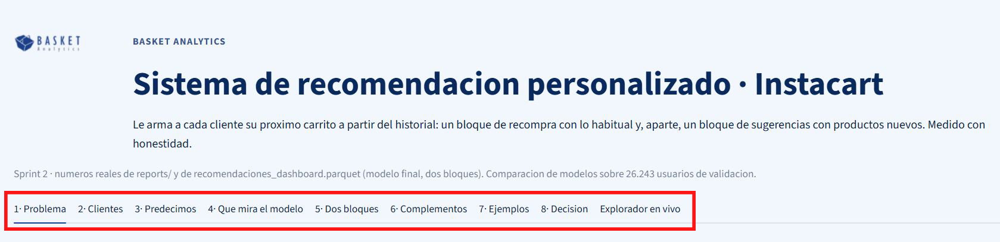 BASKET
Analytics
BASKET ANALYTICS
Sistema de recomendacion personalizado · Instacart
Le arma a cada cliente su proximo carrito a partir del historial: un bloque de recompra con lo habitual y, aparte, un bloque de sugerencias con productos nuevos. Medido con
honestidad.
Sprint 2 · numeros reales de reports/ y de recomendaciones_dashboard.parquet (modelo final, dos bloques). Comparacion de modelos sobre 26.243 usuarios de validacion.
1· Problema 2· Clientes 3· Predecimos 4· Que mira el modelo 5· Dos bloques 6· Complementos 7· Ejemplos 8· Decision Explorador en vivo